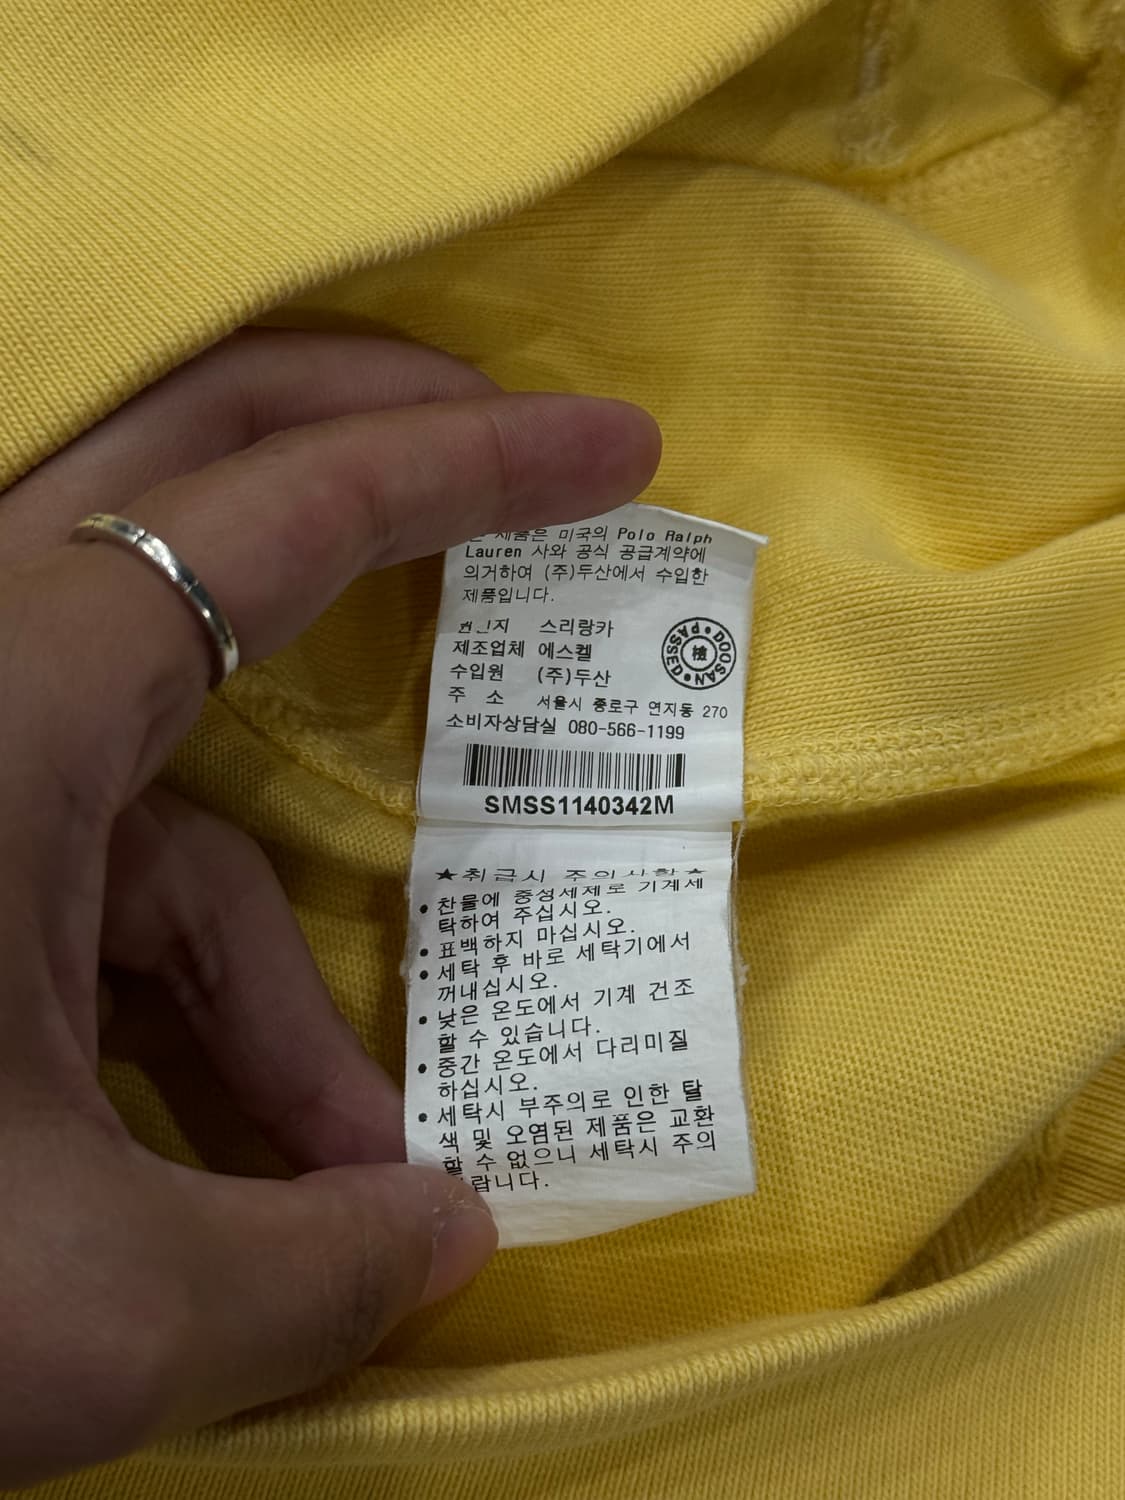 제품은 미국의 Polo Ralph
Lauren 사와 공식 공급계약에
의거하여 (주)두산에서 수입한
제품입니다.
스리랑카
제조업체 에스켈
수입원 (주)두산
주 소 서울시 종로구 연지동 270
소비자상담실 080-566-1199
DOOSAN PASSED
檢
SMSS1140342M
★취급시 주의사항★
• 찬물에 중성세제로 기계세
탁하여 주십시오.
• 표백하지 마십시오.
• 세탁 후 바로 세탁기에서
꺼내십시오.
• 낮은 온도에서 기계 건조
할 수 있습니다.
• 중간 온도에서 다리미질
하십시오.
• 세탁시 부주의로 인한 탈
색 및 오염된 제품은 교환
할 수 없으니 세탁시 주의
랍니다.